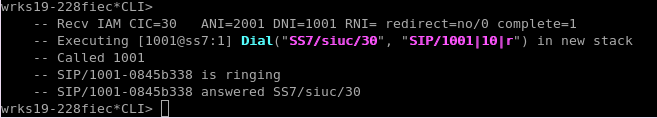 wrks19-228fiec*CLI>
-- Recv IAM CIC=30 ANI=2001 DNI=1001 RNI= redirect=no/0 complete=1
-- Executing [1001@ss7:1] Dial("SS7/siuc/30", "SIP/1001|10|r") in new stack
-- Called 1001
-- SIP/1001-0845b338 is ringing
-- SIP/1001-0845b338 answered SS7/siuc/30
wrks19-228fiec*CLI>